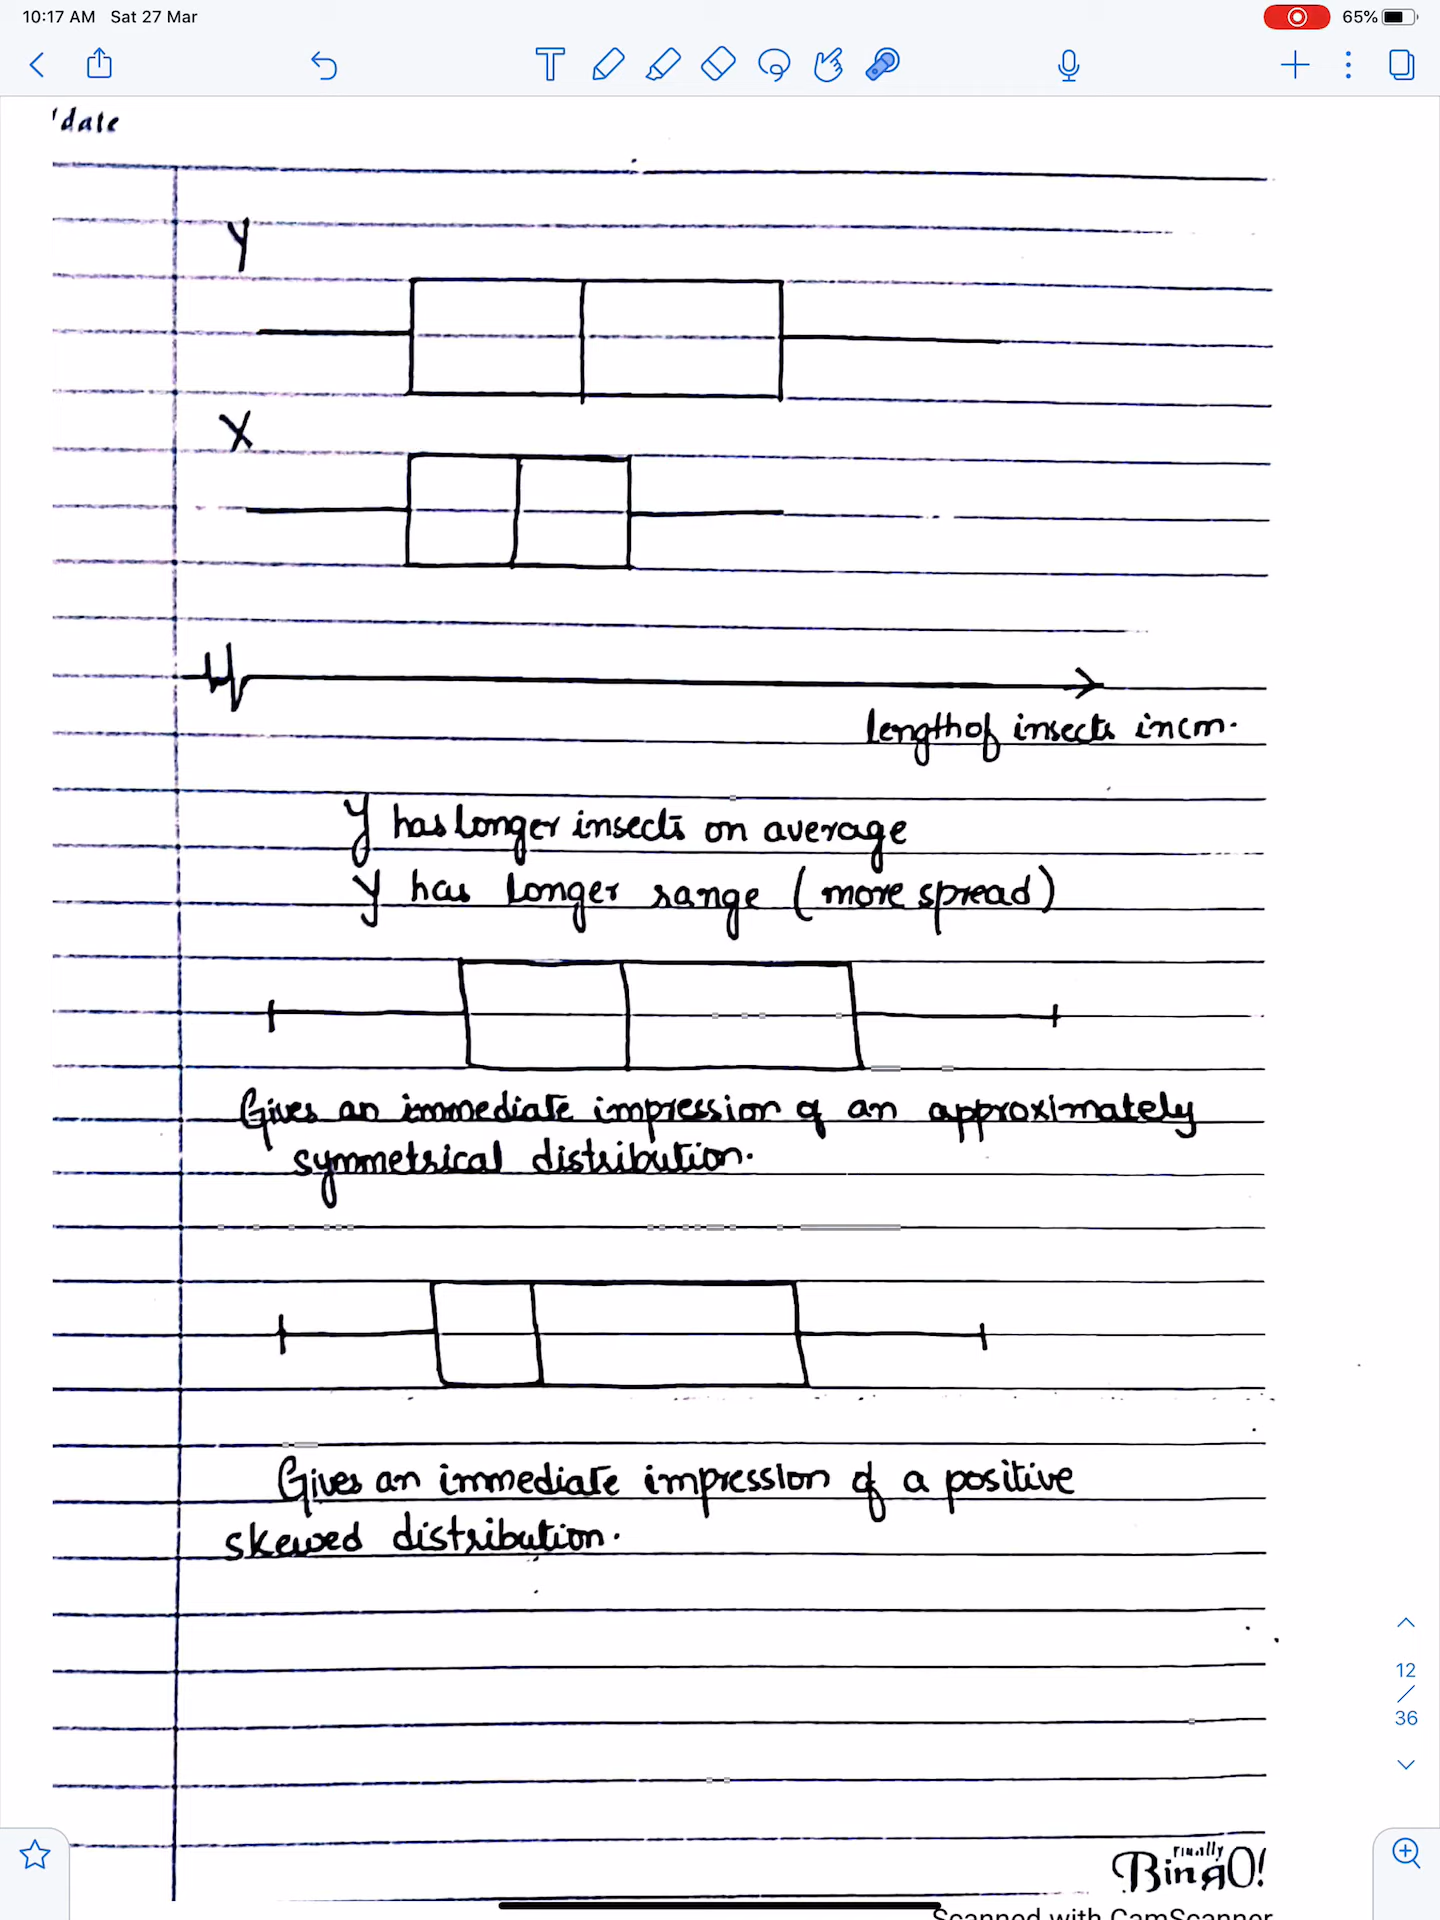 10:17 AM Sat 27 Mar
65%
T
'date
Y
X
length of insects in cm.
Y has longer insects on average
Y has longer range (more spread)
Gives an immediate impression of an approximately
symmetrical distribution.
Gives an immediate impression of a positive
skewed distribution.
12
/
36
Finally
BingO!
Scanned with CamScanner